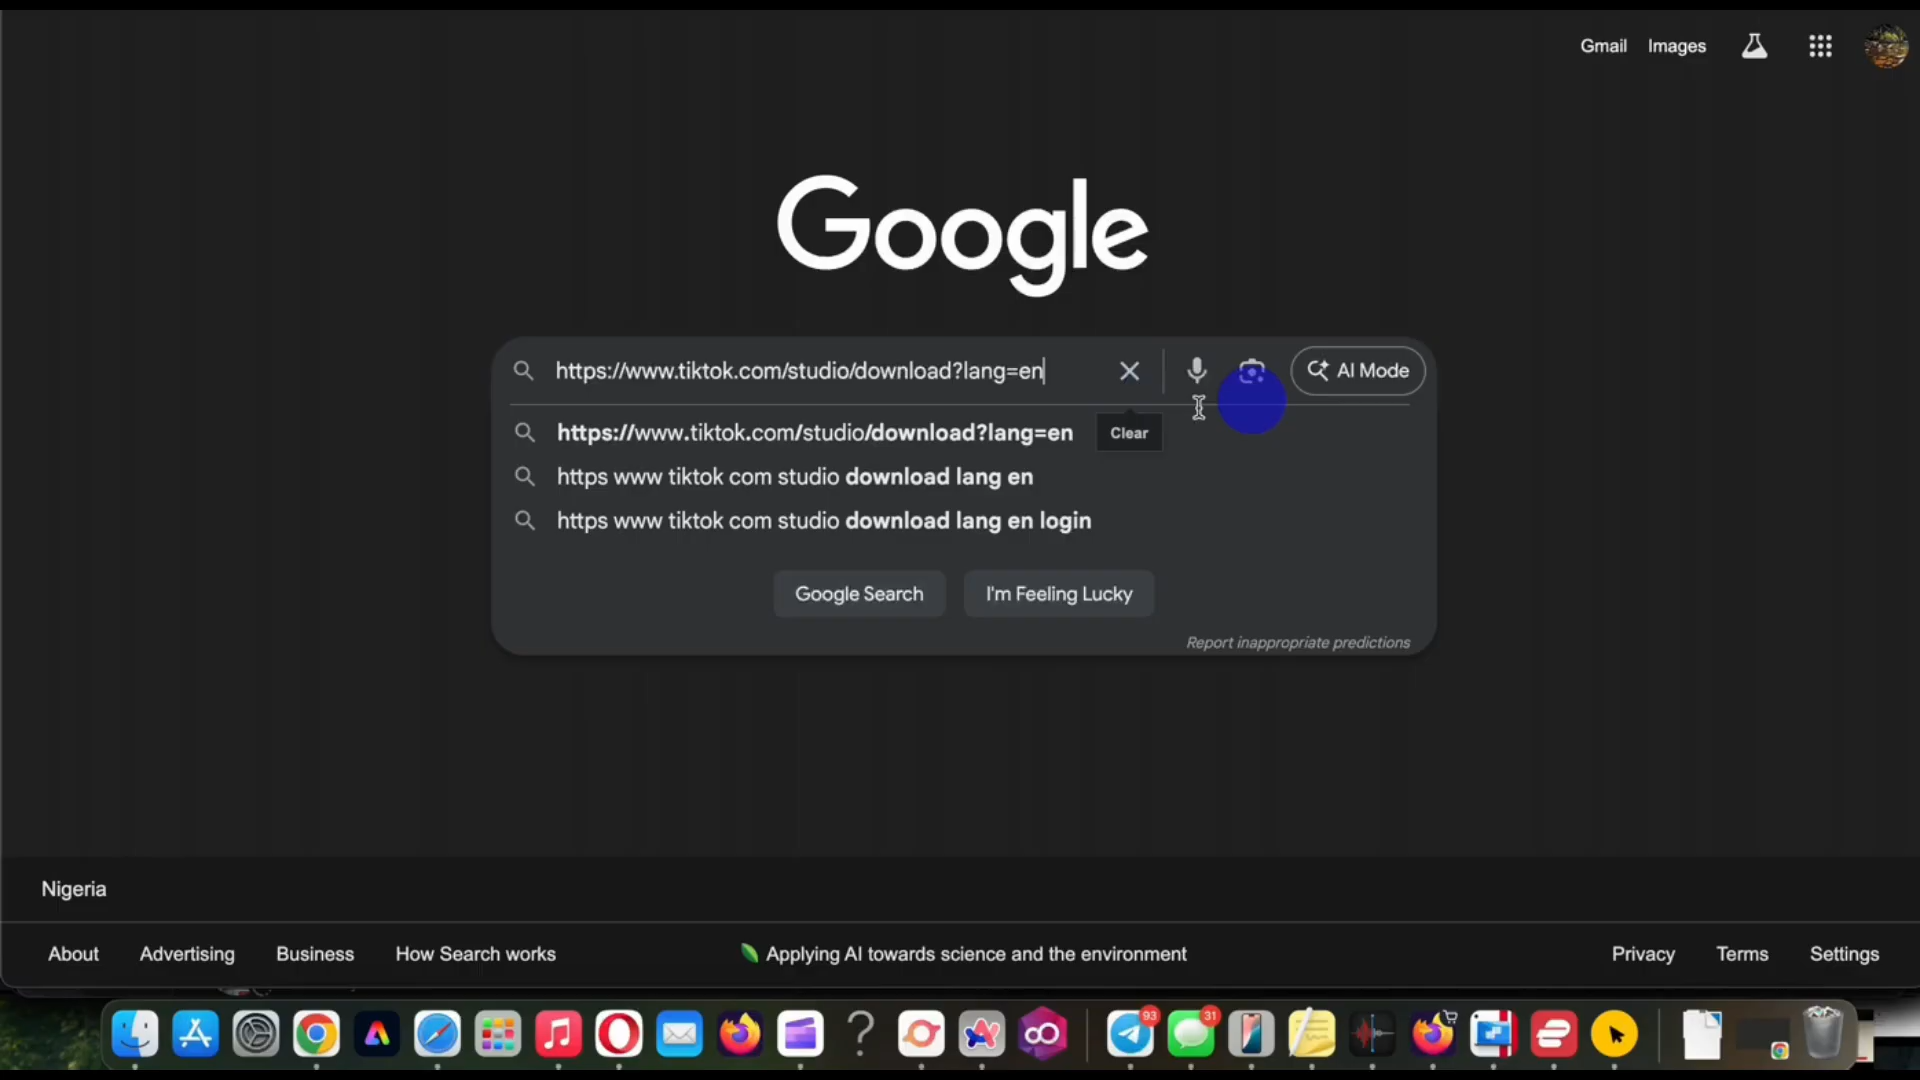 Gmail Images
Google
https://www.tiktok.com/studio/download?lang=en
AI Mode
https://www.tiktok.com/studio/download?lang=en
Clear
https www tiktok com studio download lang en
https www tiktok com studio download lang en login
Google Search
I'm Feeling Lucky
Report inappropriate predictions
Nigeria
About Advertising Business How Search works
Applying AI towards science and the environment
Privacy Terms Settings
93
31